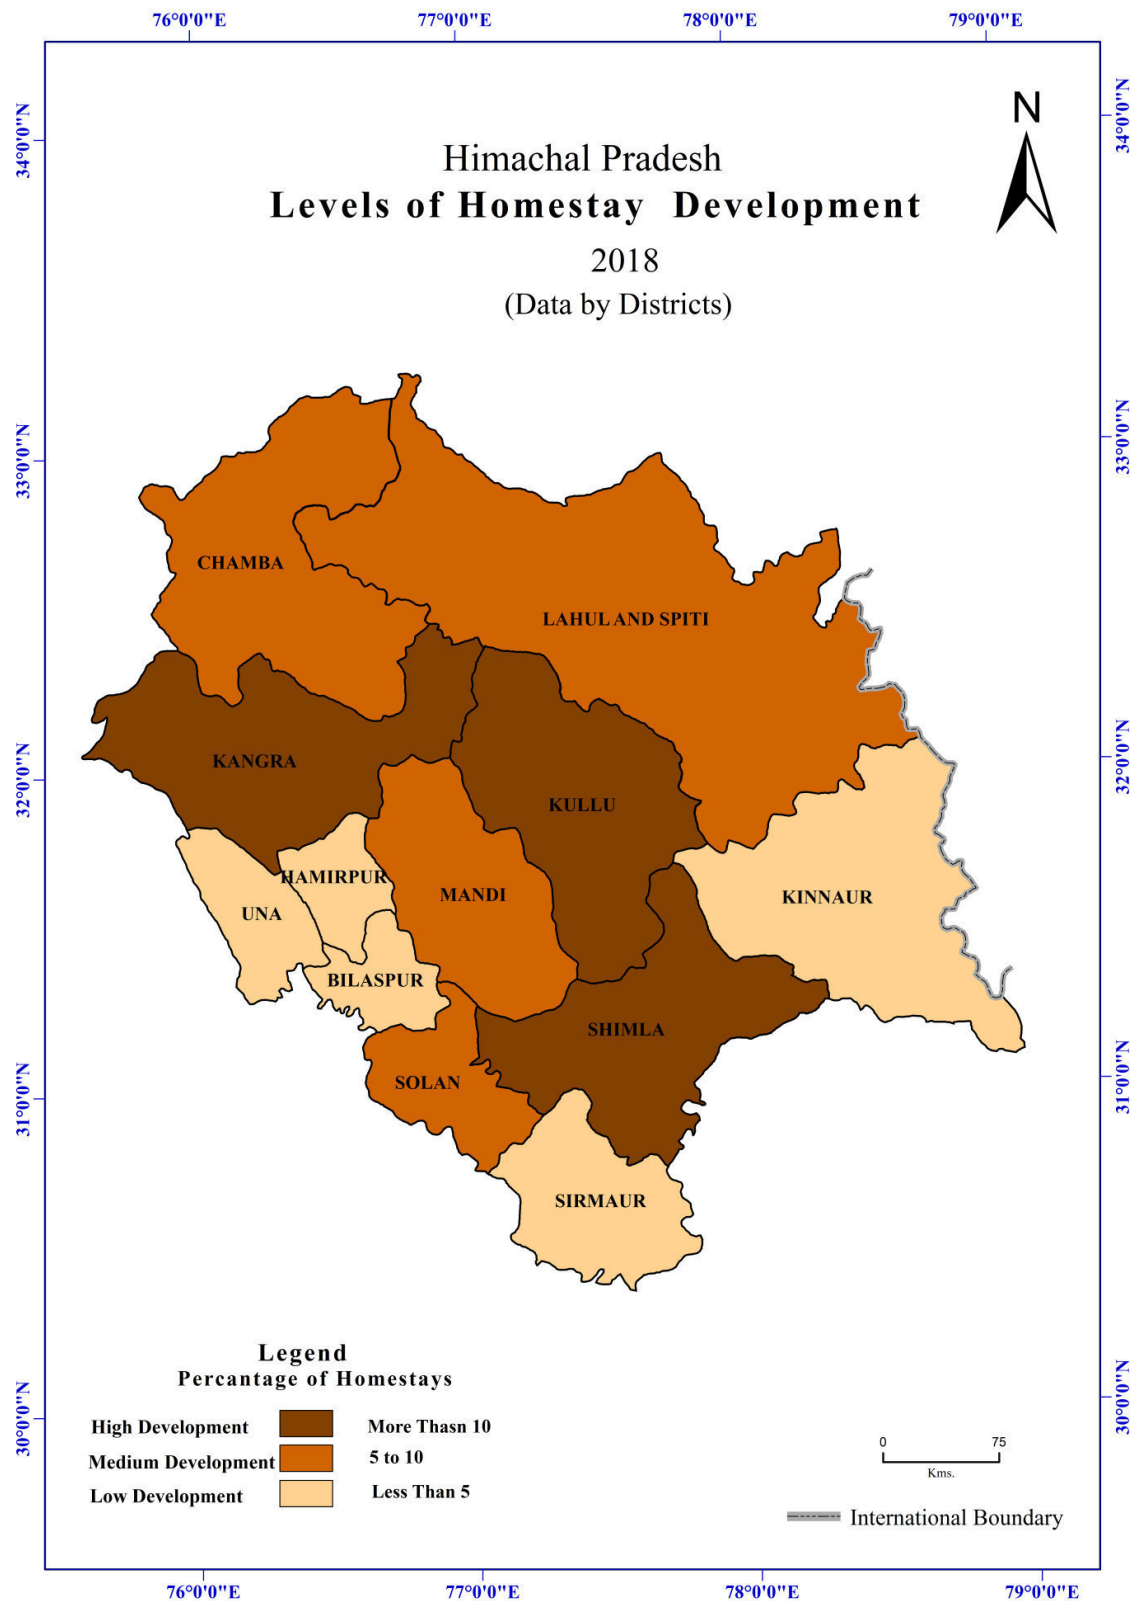 76°0'0"E 77°0'0"E 78°0'0"E 79°0'0"E
N
34°0'0"N 34°0'0"N
Himachal Pradesh
Levels of Homestay Development
2018
(Data by Districts)
33°0'0"N 33°0'0"N
CHAMBA
LAHUL AND SPITI
32°0'0"N 32°0'0"N
KANGRA
KULLU
HAMIRPUR
MANDI
KINNAUR
UNA
BILASPUR
SHIMLA
SOLAN
31°0'0"N 31°0'0"N
SIRMAUR
Legend
Percantage of Homestays
High Development More Thasn 10
Medium Development 5 to 10
Low Development Less Than 5
30°0'0"N 30°0'0"N
0 75
Kms.
International Boundary
76°0'0"E 77°0'0"E 78°0'0"E 79°0'0"E